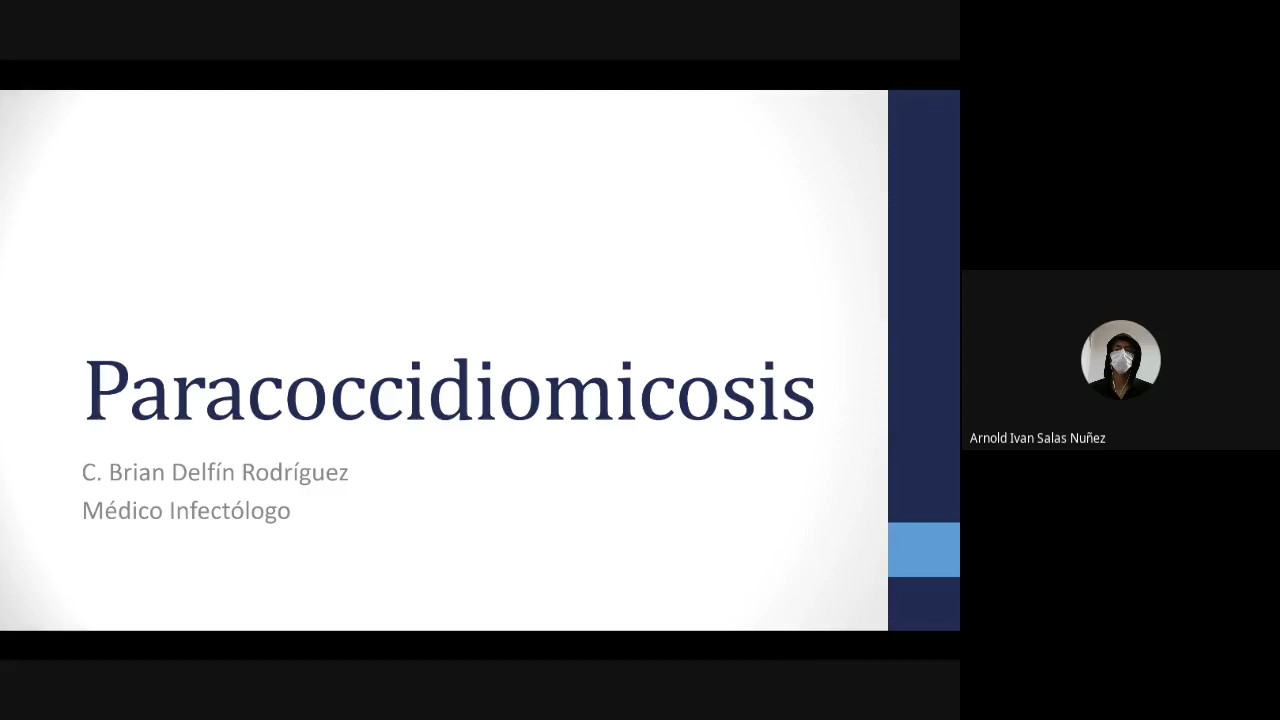 Paracoccidiomicosis
C. Brian Delfín Rodríguez
Médico Infectólogo
Arnold Ivan Salas Nuñez